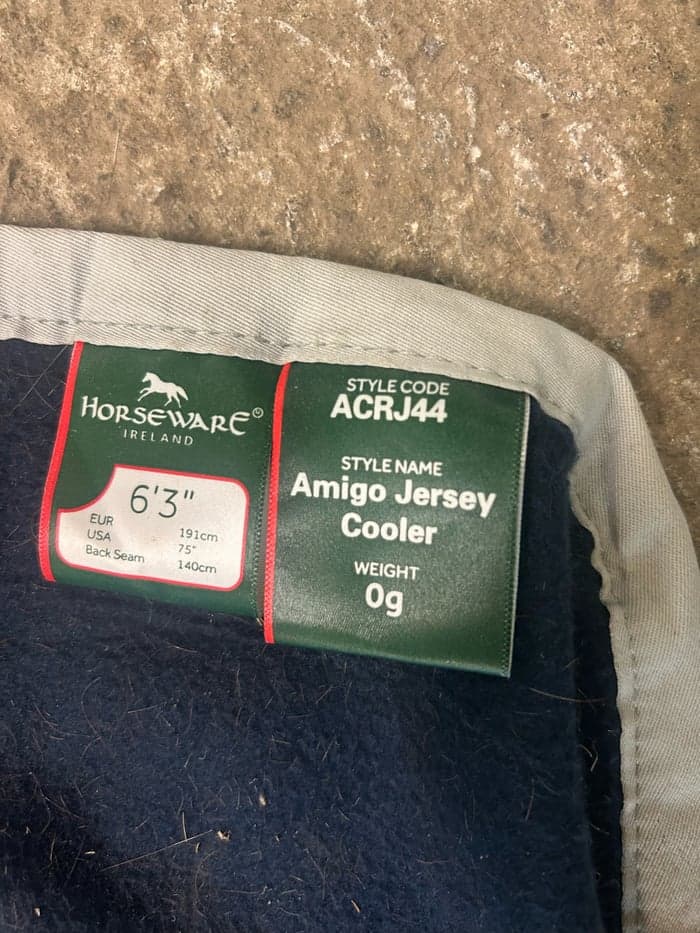 HORSEWARE®
IRELAND
6'3"
EUR 191cm
USA 75"
Back Seam 140cm
STYLE CODE
ACRJ44
STYLE NAME
Amigo Jersey
Cooler
WEIGHT
0g